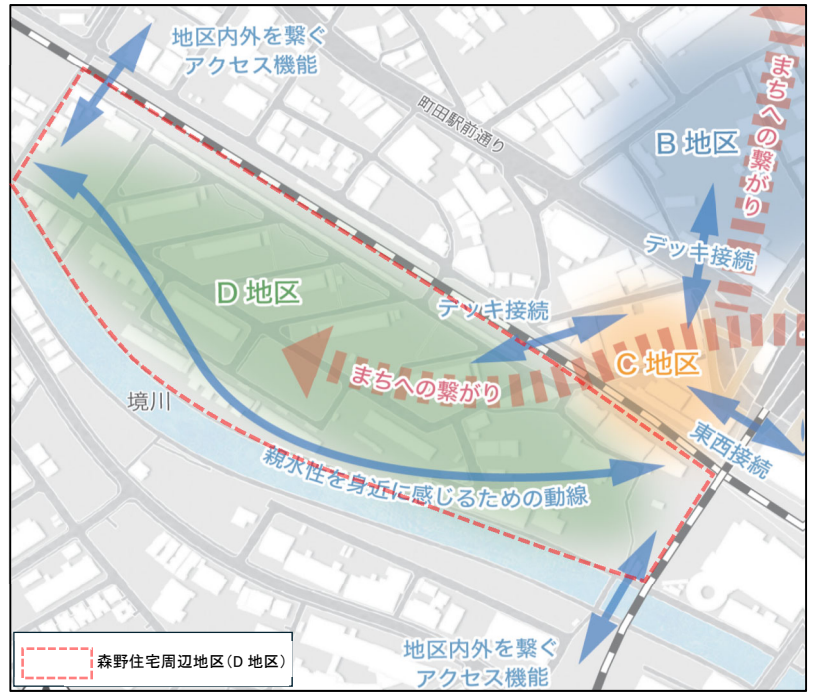 地区内外を繋ぐ
アクセス機能
町田駅前通り
まちへの繋がり
B 地区
デッキ接続
D 地区
デッキ接続
C 地区
まちへの繋がり
境川
東西接続
親水性を身近に感じるための動線
地区内外を繋ぐ
アクセス機能
森野住宅周辺地区(D 地区)